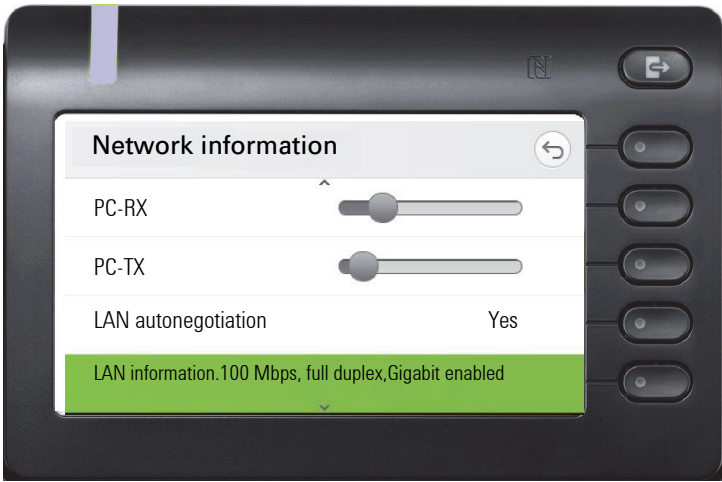 Network information
PC-RX
PC-TX
LAN autonegotiation Yes
LAN information.100 Mbps, full duplex,Gigabit enabled